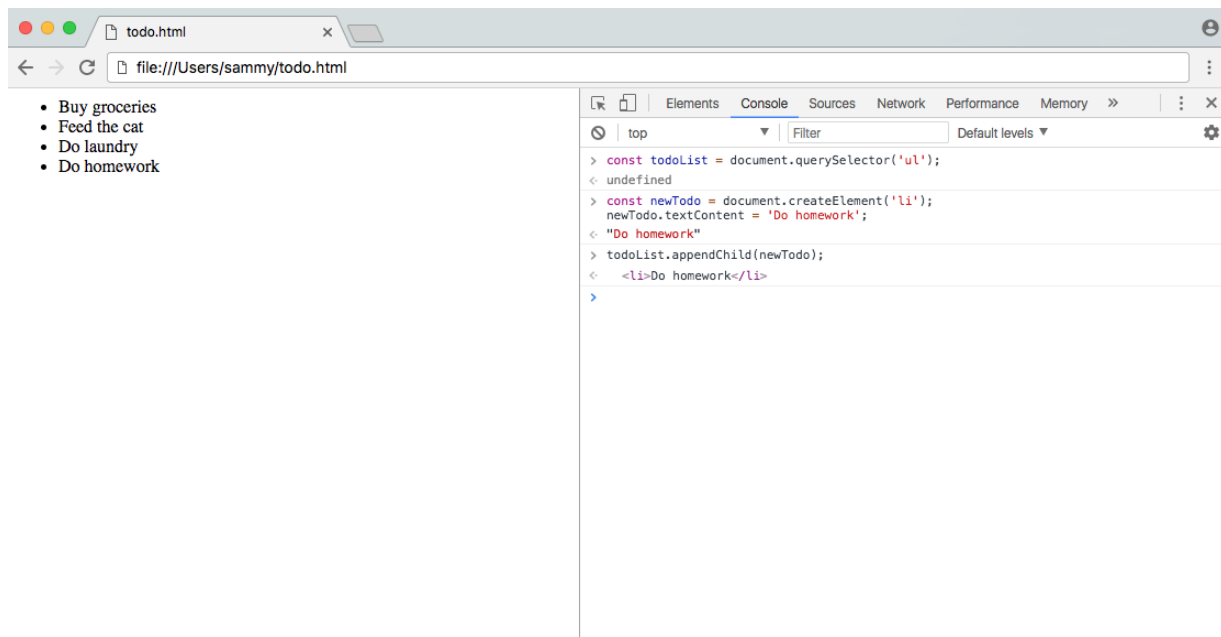 todo.html
file:///Users/sammy/todo.html
• Buy groceries
• Feed the cat
• Do laundry
• Do homework
Elements Console Sources Network Performance Memory »
top Filter Default levels
> const todoList = document.querySelector('ul');
undefined
> const newTodo = document.createElement('li');
newTodo.textContent = 'Do homework';
"Do homework"
> todoList.appendChild(newTodo);
<li>Do homework</li>
>